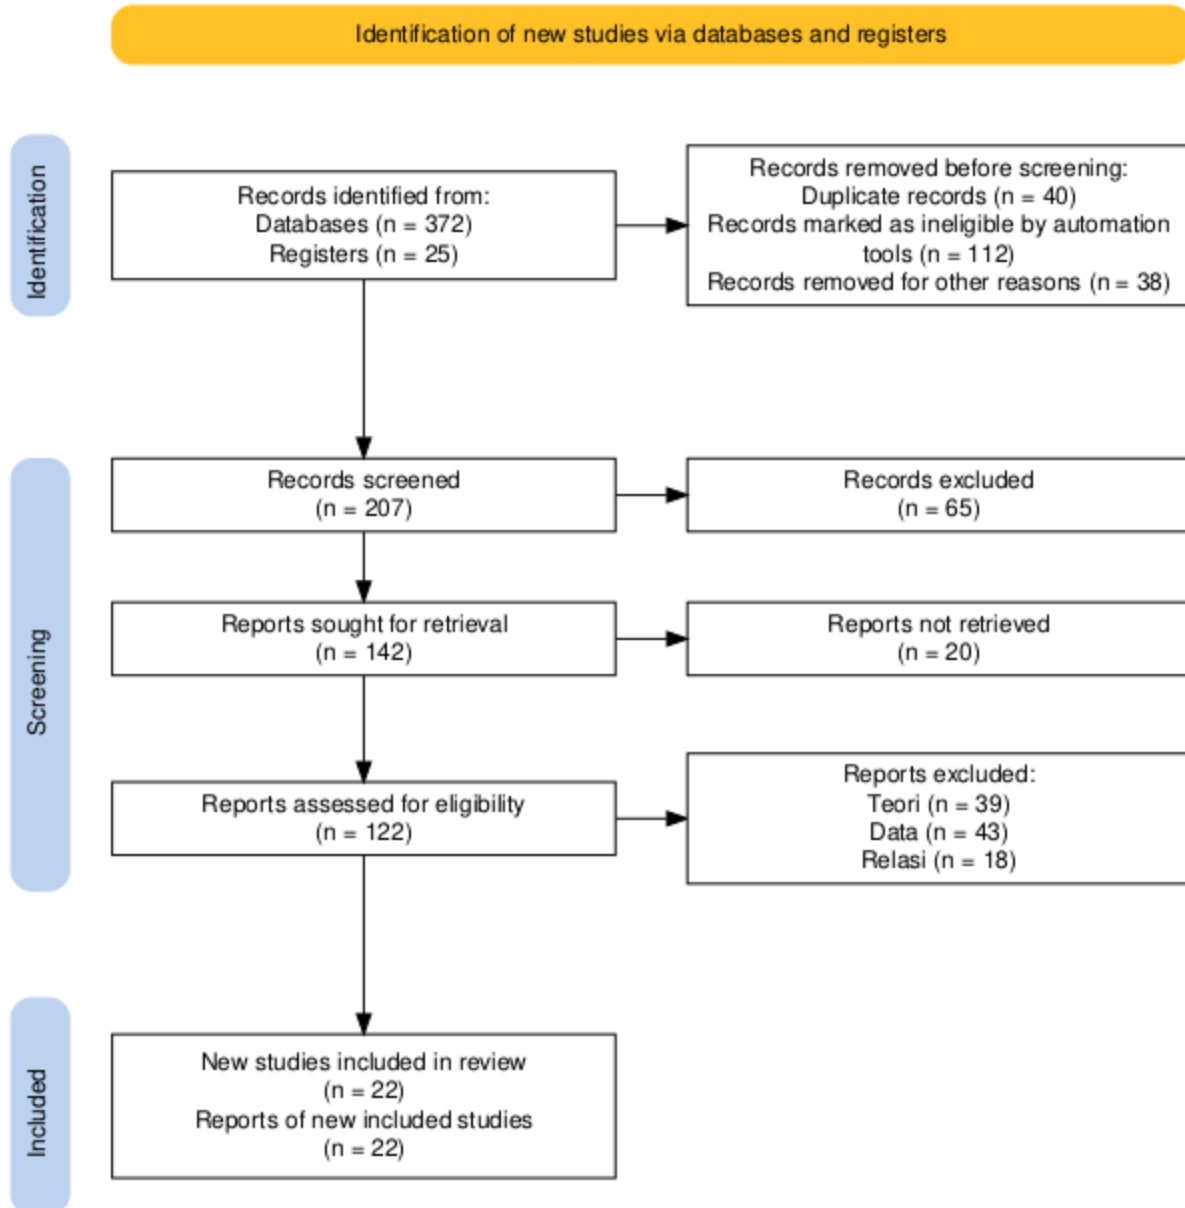 Identification of new studies via databases and registers
Identification
Records identified from:
Databases (n = 372)
Registers (n = 25)
Records removed before screening:
Duplicate records (n = 40)
Records marked as ineligible by automation
tools (n = 112)
Records removed for other reasons (n = 38)
Screening
Records screened
(n = 207)
Records excluded
(n = 65)
Reports sought for retrieval
(n = 142)
Reports not retrieved
(n = 20)
Reports assessed for eligibility
(n = 122)
Reports excluded:
Teori (n = 39)
Data (n = 43)
Relasi (n = 18)
Included
New studies included in review
(n = 22)
Reports of new included studies
(n = 22)